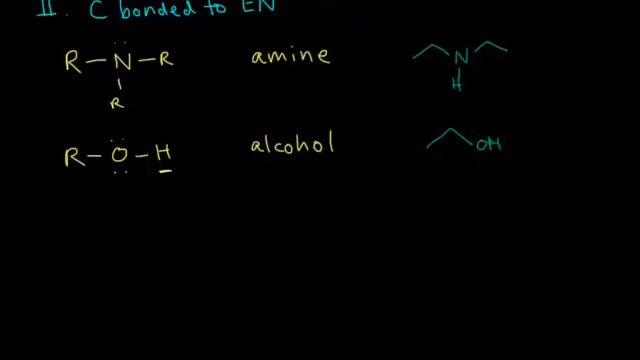 II. C bonded to EN
R - N̈ - R amine N
R H
R - O - H alcohol OH